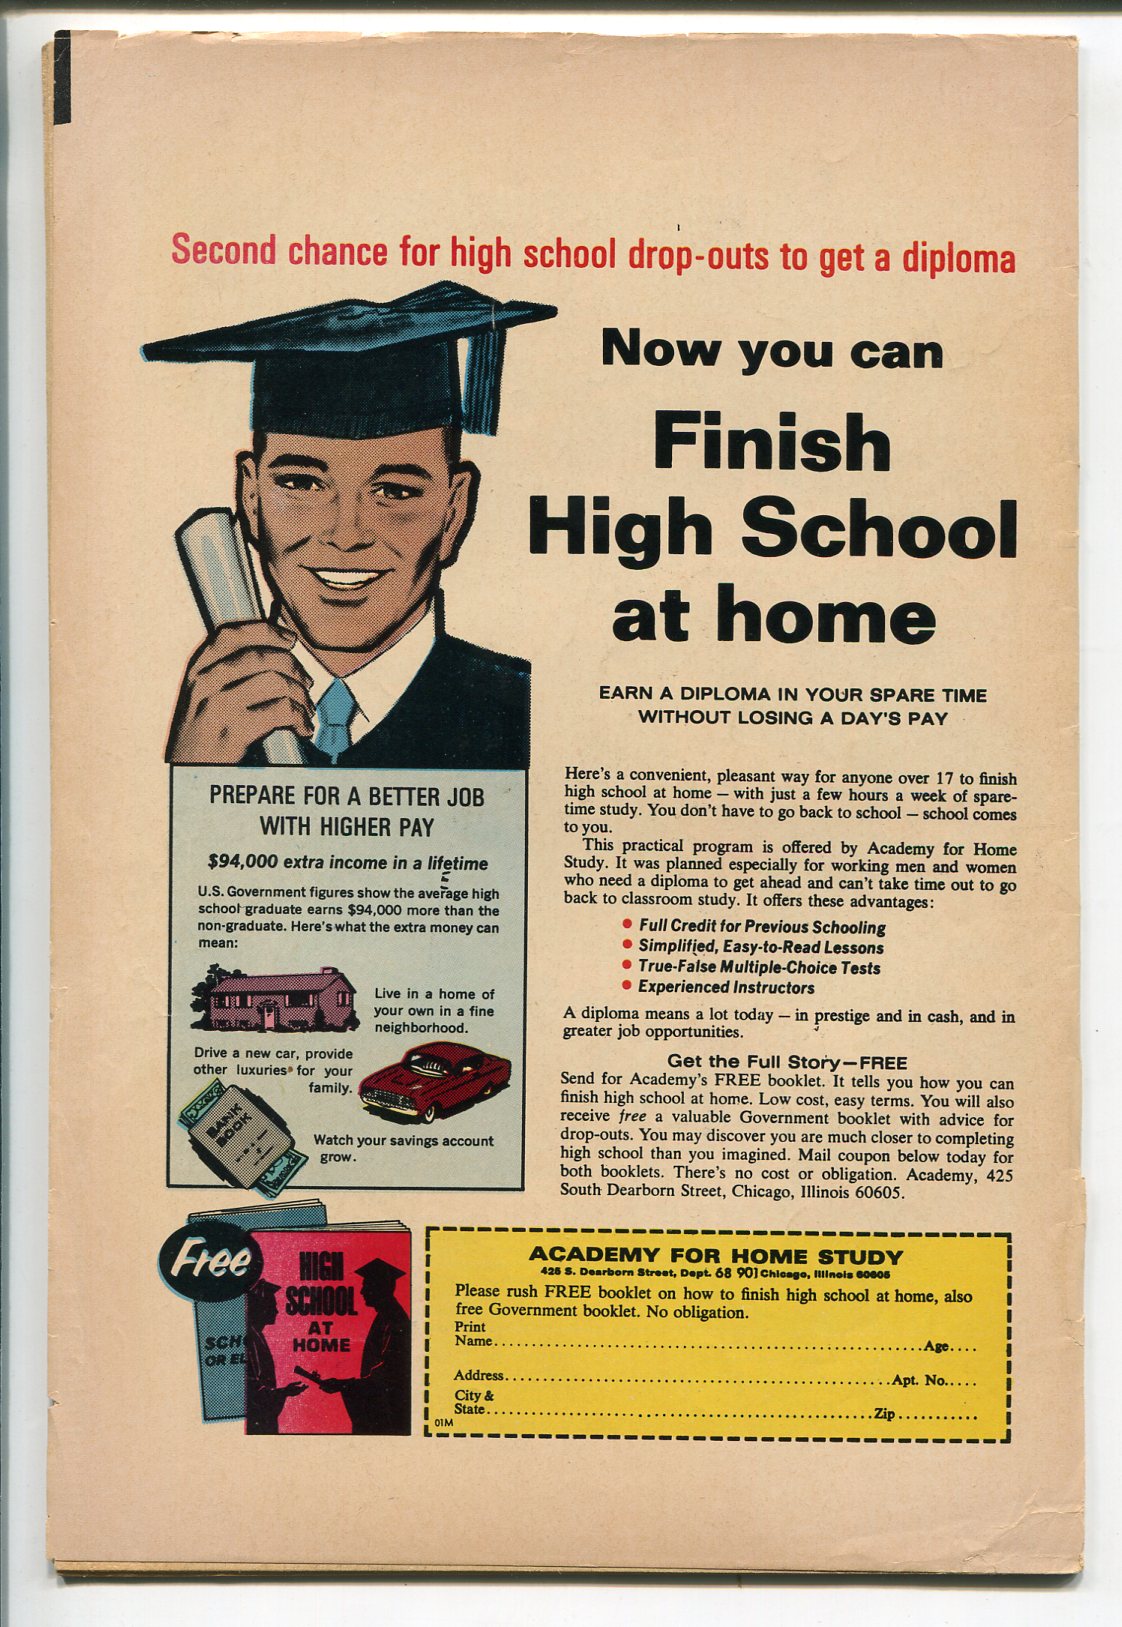 Second chance for high school drop-outs to get a diploma
Now you can
Finish
High School
at home
EARN A DIPLOMA IN YOUR SPARE TIME
WITHOUT LOSING A DAY'S PAY
PREPARE FOR A BETTER JOB
WITH HIGHER PAY
$94,000 extra income in a lifetime
U.S. Government figures show the average high
school graduate earns $94,000 more than the
non-graduate. Here's what the extra money can
mean:
Live in a home of
your own in a fine
neighborhood.
Drive a new car, provide
other luxuries for your
family.
BANK
BOOK
Watch your savings account
grow.
Here's a convenient, pleasant way for anyone over 17 to finish
high school at home — with just a few hours a week of spare-
time study. You don't have to go back to school — school comes
to you.
This practical program is offered by Academy for Home
Study. It was planned especially for working men and women
who need a diploma to get ahead and can't take time out to go
back to classroom study. It offers these advantages:
• Full Credit for Previous Schooling
• Simplified, Easy-to-Read Lessons
• True-False Multiple-Choice Tests
• Experienced Instructors
A diploma means a lot today — in prestige and in cash, and in
greater job opportunities.
Get the Full Story—FREE
Send for Academy's FREE booklet. It tells you how you can
finish high school at home. Low cost, easy terms. You will also
receive free a valuable Government booklet with advice for
drop-outs. You may discover you are much closer to completing
high school than you imagined. Mail coupon below today for
both booklets. There's no cost or obligation. Academy, 425
South Dearborn Street, Chicago, Illinois 60605.
Free
SCH
OR EL
HIGH
SCHOOL
AT
HOME
ACADEMY FOR HOME STUDY
425 S. Dearborn Street, Dept. 68 901 Chicago, Illinois 60605
Please rush FREE booklet on how to finish high school at home, also
free Government booklet. No obligation.
Print
Name.......... Age....
Address.......... Apt. No.....
City &
State.......... Zip..........
01M